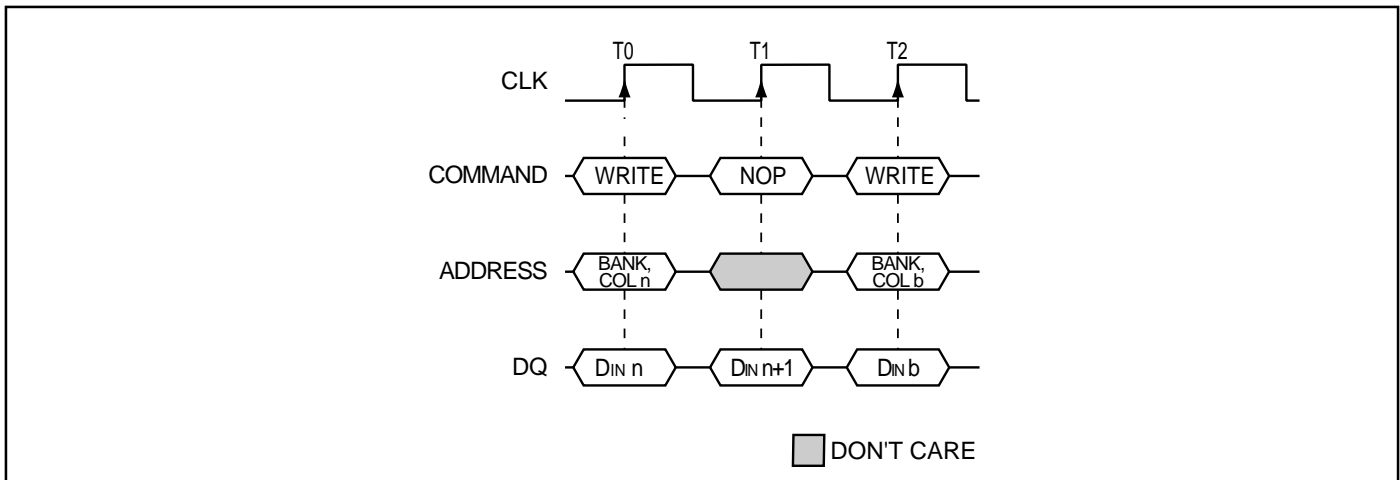 T0 T1 T2
CLK
COMMAND WRITE NOP WRITE
ADDRESS BANK, COL n BANK, COL b
DQ DIN n DIN n+1 DIN b
DON'T CARE